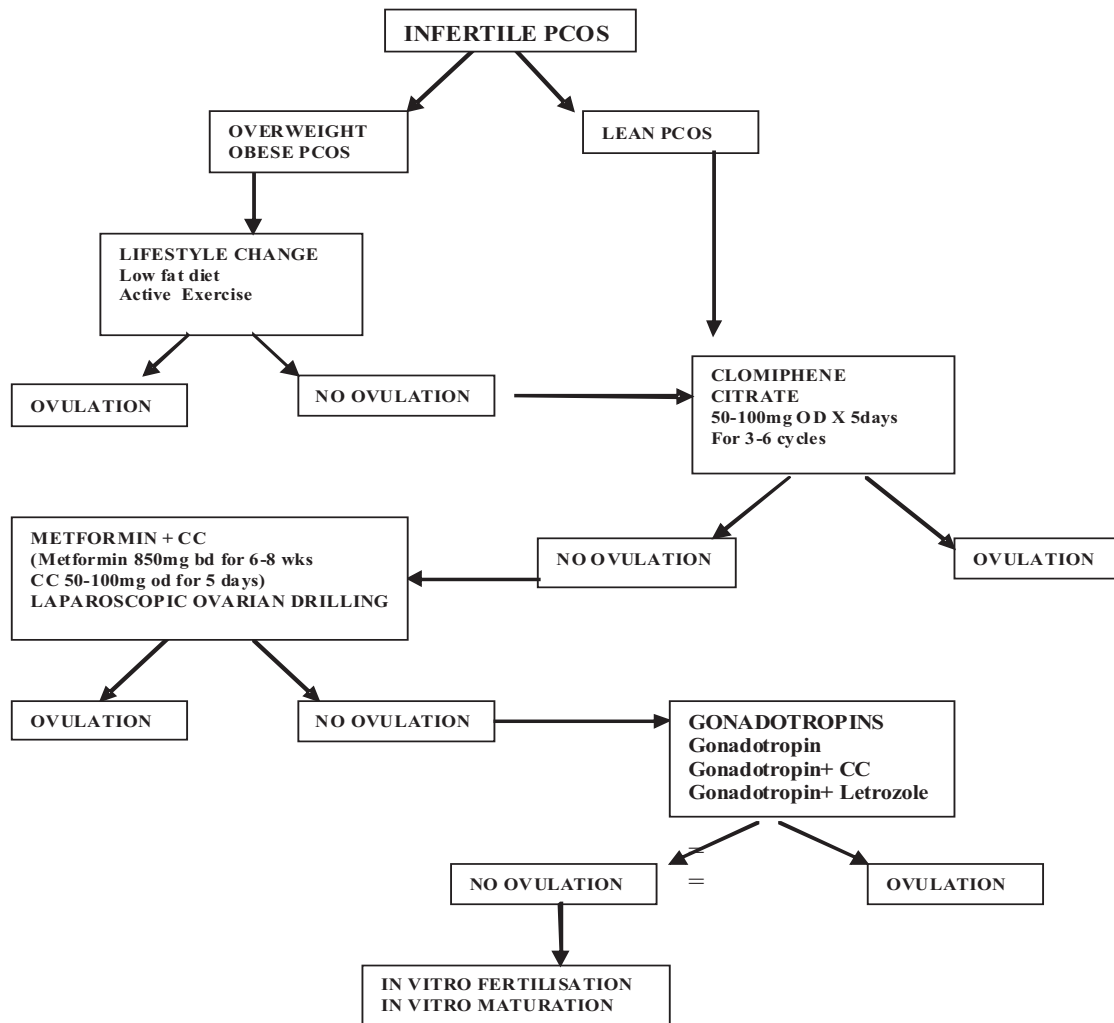 INFERTILE PCOS
OVERWEIGHT
OBESE PCOS
LEAN PCOS
LIFESTYLE CHANGE
Low fat diet
Active Exercise
OVULATION
NO OVULATION
CLOMIPHENE
CITRATE
50-100mg OD X 5days
For 3-6 cycles
METFORMIN + CC
(Metformin 850mg bd for 6-8 wks
CC 50-100mg od for 5 days)
LAPAROSCOPIC OVARIAN DRILLING
NO OVULATION
OVULATION
OVULATION
NO OVULATION
GONADOTROPINS
Gonadotropin
Gonadotropin+ CC
Gonadotropin+ Letrozole
=
=
NO OVULATION
OVULATION
IN VITRO FERTILISATION
IN VITRO MATURATION